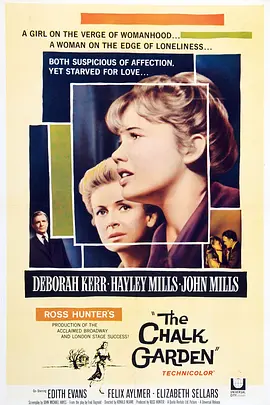 A GIRL ON THE VERGE OF WOMANHOOD...
A WOMAN ON THE EDGE OF LONELINESS...
BOTH SUSPICIOUS OF AFFECTION,
YET STARVED FOR LOVE...
DEBORAH KERR · HAYLEY MILLS · JOHN MILLS
ROSS HUNTER'S
PRODUCTION OF THE
ACCLAIMED BROADWAY
AND LONDON STAGE SUCCESS!
"The
CHALK
GARDEN"
TECHNICOLOR®
Co-Starring
EDITH EVANS · FELIX AYLMER · ELIZABETH SELLARS